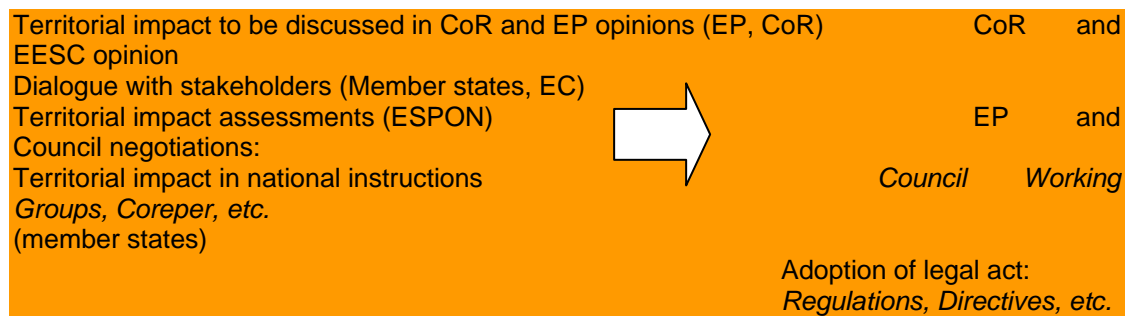 Territorial impact to be discussed in CoR and EP opinions (EP, CoR) CoR and
EESC opinion
Dialogue with stakeholders (Member states, EC)
Territorial impact assessments (ESPON) EP and
Council negotiations:
Territorial impact in national instructions Council Working
Groups, Coreper, etc.
(member states)
Adoption of legal act:
Regulations, Directives, etc.